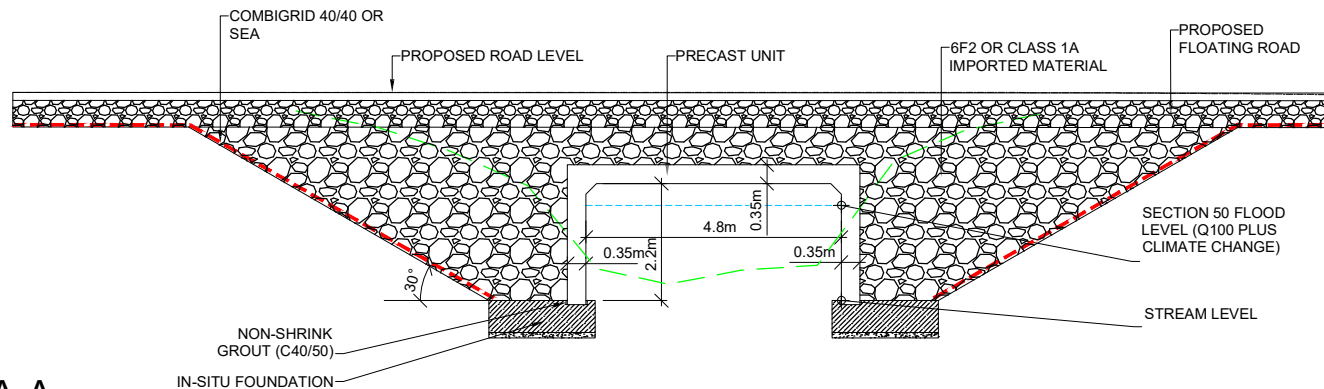 COMBIGRID 40/40 OR
SEA
PROPOSED ROAD LEVEL
PRECAST UNIT
6F2 OR CLASS 1A
IMPORTED MATERIAL
PROPOSED
FLOATING ROAD
0.35m
4.8m
0.35m
2.2m
0.35m
30°
SECTION 50 FLOOD
LEVEL (Q100 PLUS
CLIMATE CHANGE)
STREAM LEVEL
NON-SHRINK
GROUT (C40/50)
IN-SITU FOUNDATION